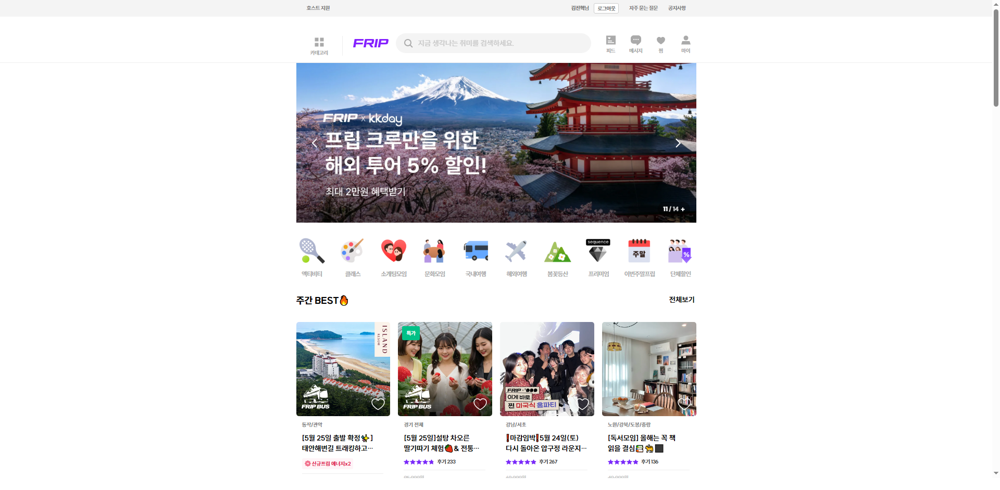 호스트 지원
김진혁님
로그아웃
자주 묻는 질문
공지사항
카테고리
FRIP
지금 생각나는 취미를 검색하세요.
피드
메시지
찜
마이
FRIP x kkday
프립 크루만을 위한
해외 투어 5% 할인!
최대 2만원 혜택받기
11 / 14 +
sequence
주말
%
액티비티
클래스
소개팅모임
문화모임
국내여행
해외여행
봄꽃등산
프리미엄
이번주말프립
단체할인
주간 BEST🔥
전체보기
ISLAND
RESOM
FRIP BUS
특가
FRIP BUS
FRIP
이게 바로
찐 미국식 홈파티
동작/관악
[5월 25일 출발 확정✨]
태안해변길 트래킹하고…
신규프립 에너지x2
경기 전체
[5월 25일]설탕 차오른
딸기따기 체험🍓& 전통…
후기 233
강남/서초
❗마감임박❗5월 24일(토)
다시 돌아온 압구정 라운지…
후기 267
노원/강북/도봉/중랑
[독서모임] 올해는 꼭 책
읽을 결심📚🐈⬛
후기 136